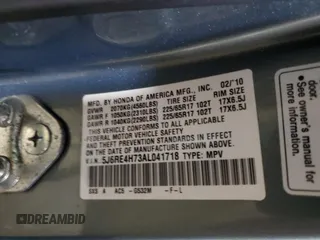 MFD. BY HONDA OF AMERICA MFG., INC. 02/'10
GVWR 2070KG(4560LBS) TIRE SIZE RIM SIZE
GAWR F 1050KG(2310LBS) 225/65R17 102T 17X6.5J
GAWR R 1040KG(2290LBS) 225/65R17 102T 17X6.5J
THIS VEHICLE CONFORMS TO ALL APPLICABLE
FEDERAL MOTOR VEHICLE SAFETY AND
THEFT PREVENTION STANDARDS IN EFFECT ON THE
DATE OF MANUFACTURE SHOWN ABOVE.
V.I.N. 5J6RE4H73AL041718 TYPE: MPV
door.
See owner's
manual for
more
DREAMBID